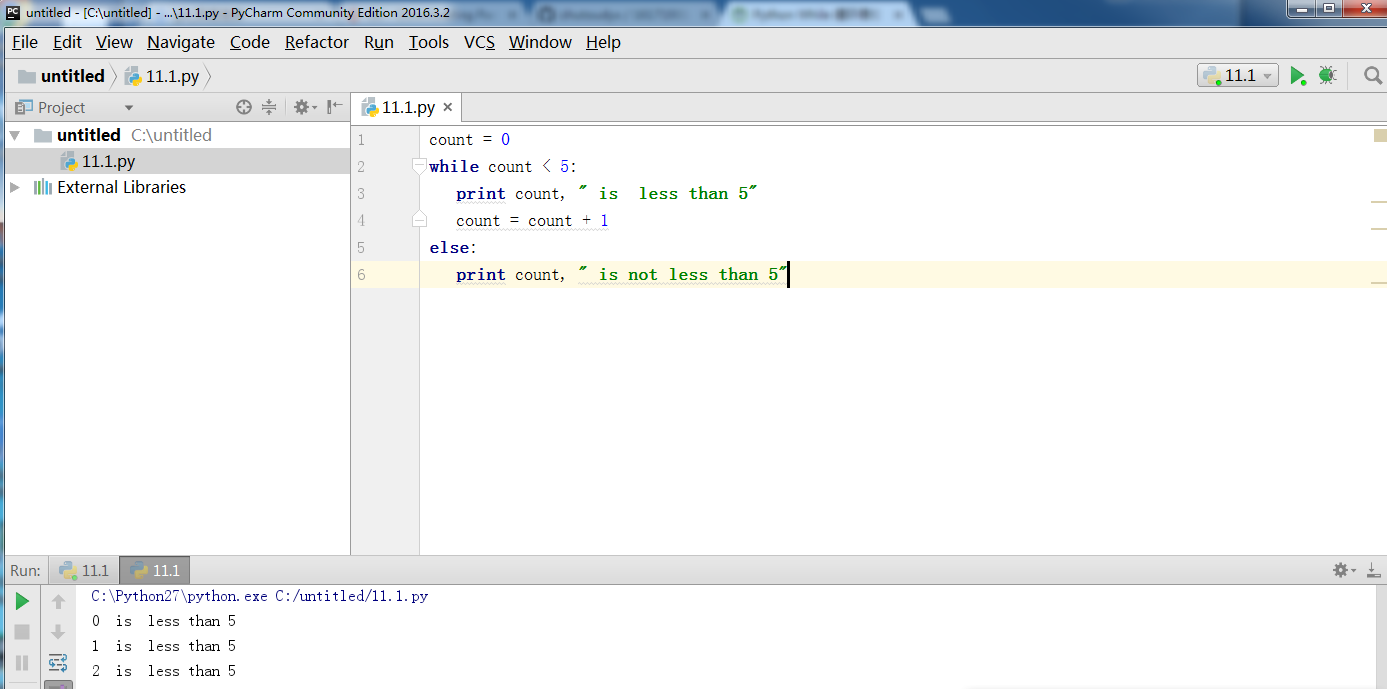 PC untitled - [C:\untitled] - ...\11.1.py - PyCharm Community Edition 2016.3.2
File Edit View Navigate Code Refactor Run Tools VCS Window Help
untitled 11.1.py 11.1
Project 11.1.py
untitled C:\untitled
11.1.py
External Libraries
1 count = 0
2 while count < 5:
3 print count, " is  less than 5"
4 count = count + 1
5 else:
6 print count, " is not less than 5"
Run: 11.1 11.1
C:\Python27\python.exe C:/untitled/11.1.py
0  is  less than 5
1  is  less than 5
2  is  less than 5